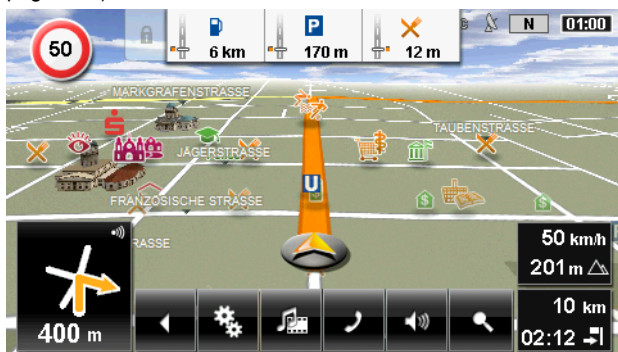 50
6 km
P
170 m
12 m
N
01:00
MARKGRAFENSTRASSE
TAUBENSTRASSE
JÄGERSTRASSE
U
FRANZÖSISCHE STRASSE
RASSE
50 km/h
201 m
400 m
10 km
02:12